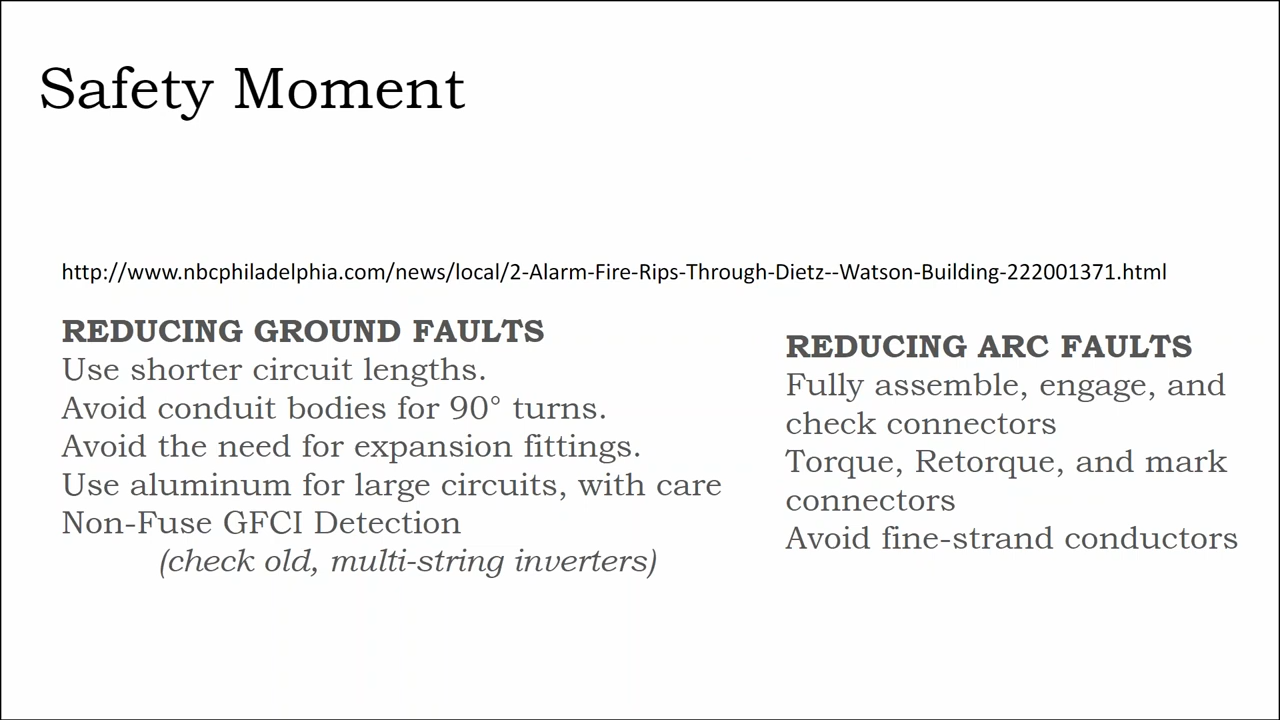 Safety Moment
http://www.nbcphiladelphia.com/news/local/2-Alarm-Fire-Rips-Through-Dietz--Watson-Building-222001371.html
REDUCING GROUND FAULTS
Use shorter circuit lengths.
Avoid conduit bodies for 90° turns.
Avoid the need for expansion fittings.
Use aluminum for large circuits, with care
Non-Fuse GFCI Detection
(check old, multi-string inverters)
REDUCING ARC FAULTS
Fully assemble, engage, and
check connectors
Torque, Retorque, and mark
connectors
Avoid fine-strand conductors